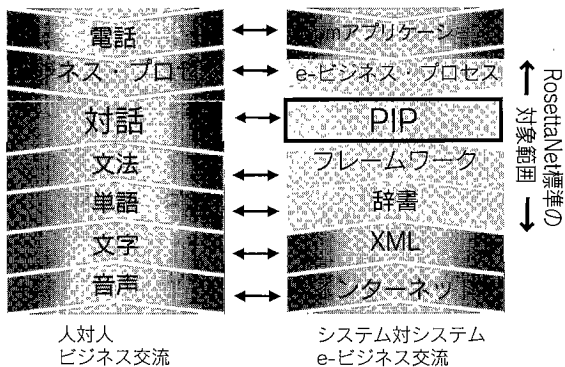 電話
ネス・プロセ
対話
文法
単語
文字
音声
人対人
ビジネス交流
omアプリケーショ
e-ビジネス・プロセス
PIP
フレームワーク
辞書
XML
ンターネッ
システム対システム
e-ビジネス交流
RosettaNet標準の
対象範囲